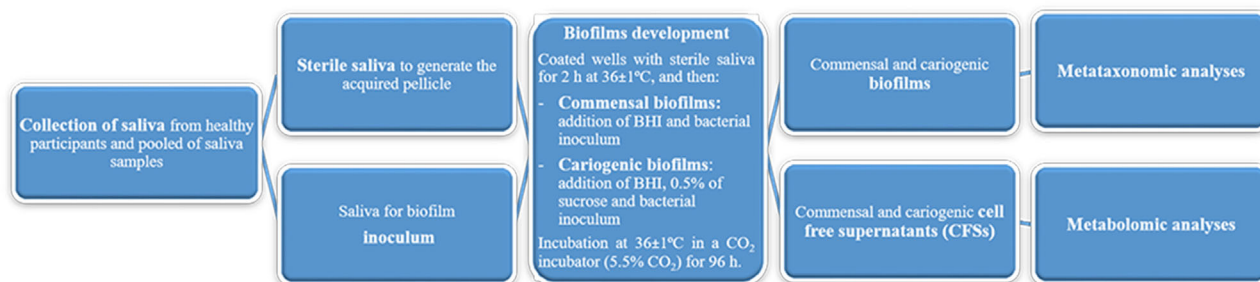 Collection of saliva from healthy
participants and pooled of saliva
samples
Sterile saliva to generate the
acquired pellicle
Saliva for biofilm
inoculum
Biofilms development
Coated wells with sterile saliva
for 2 h at 36±1ºC, and then:
- Commensal biofilms:
addition of BHI and bacterial
inoculum
- Cariogenic biofilms:
addition of BHI, 0.5% of
sucrose and bacterial
inoculum
Incubation at 36±1ºC in a CO₂
incubator (5.5% CO₂) for 96 h.
Commensal and cariogenic
biofilms
Commensal and cariogenic cell
free supernatants (CFSs)
Metataxonomic analyses
Metabolomic analyses